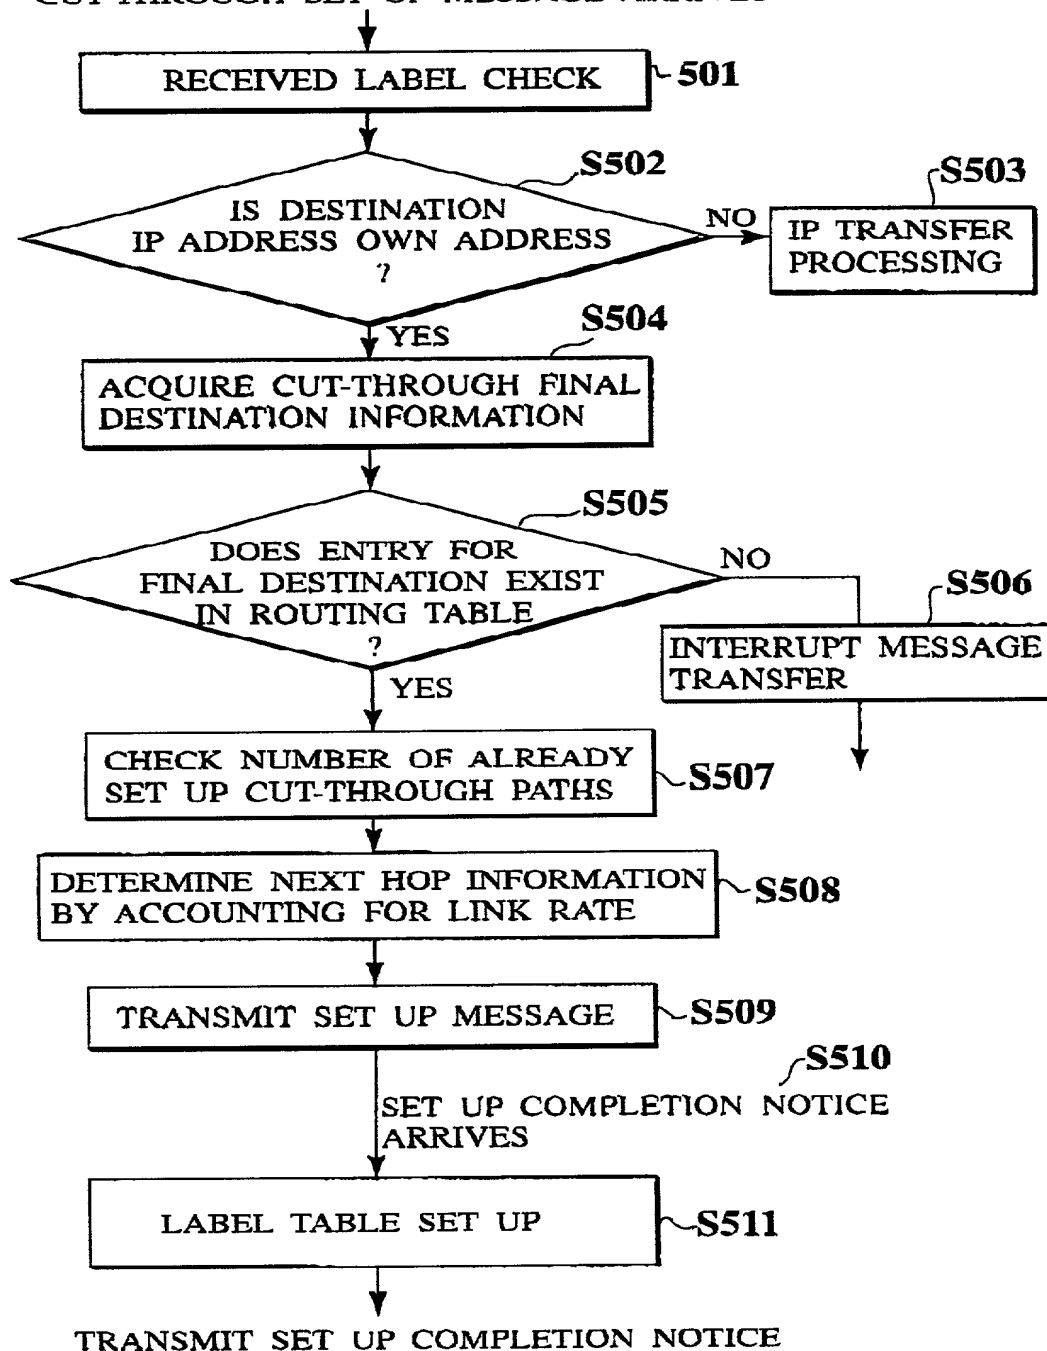 RECEIVED LABEL CHECK
501
S502
IS DESTINATION
IP ADDRESS OWN ADDRESS
?
NO
S503
IP TRANSFER
PROCESSING
YES
S504
ACQUIRE CUT-THROUGH FINAL
DESTINATION INFORMATION
S505
DOES ENTRY FOR
FINAL DESTINATION EXIST
IN ROUTING TABLE
?
NO
S506
INTERRUPT MESSAGE
TRANSFER
YES
CHECK NUMBER OF ALREADY
SET UP CUT-THROUGH PATHS
S507
DETERMINE NEXT HOP INFORMATION
BY ACCOUNTING FOR LINK RATE
S508
TRANSMIT SET UP MESSAGE
S509
S510
SET UP COMPLETION NOTICE
ARRIVES
LABEL TABLE SET UP
S511
TRANSMIT SET UP COMPLETION NOTICE